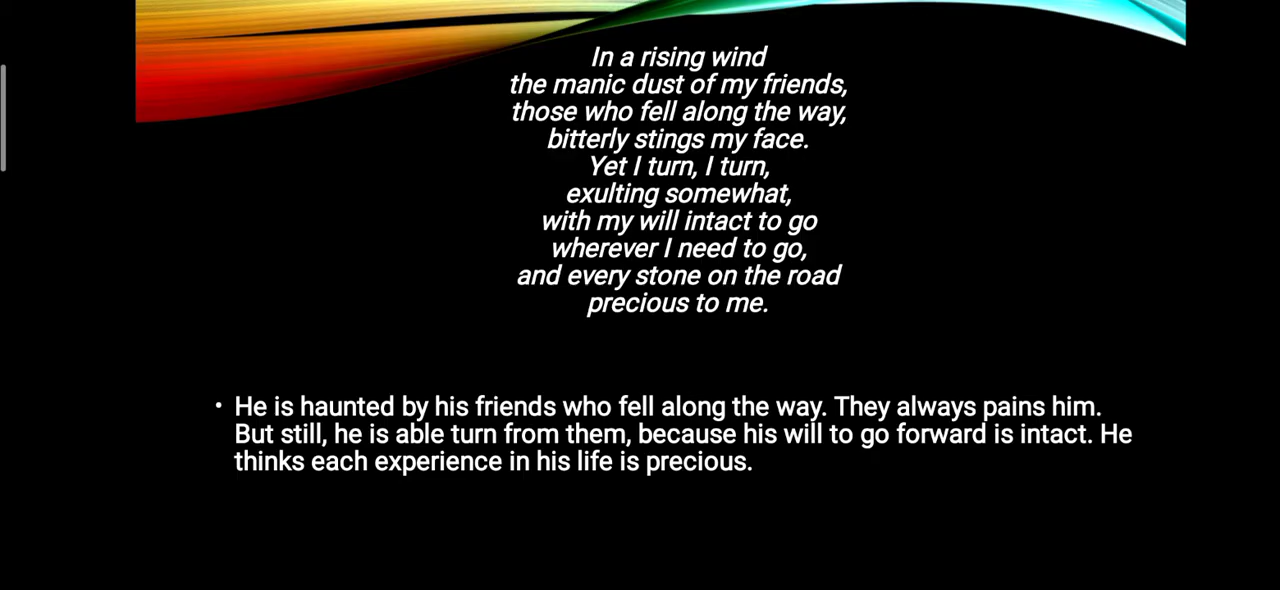 In a rising wind
the manic dust of my friends,
those who fell along the way,
bitterly stings my face.
Yet I turn, I turn,
exulting somewhat,
with my will intact to go
wherever I need to go,
and every stone on the road
precious to me.
• He is haunted by his friends who fell along the way. They always pains him.
But still, he is able turn from them, because his will to go forward is intact. He
thinks each experience in his life is precious.